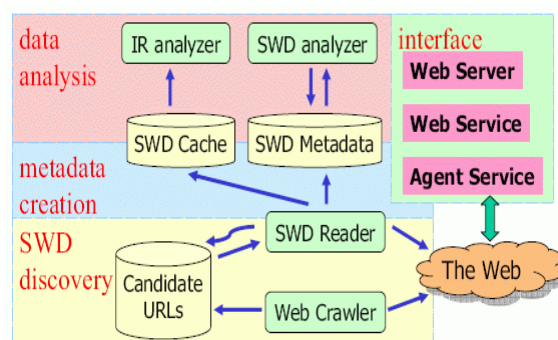 data
analysis
IR analyzer
SWD analyzer
interface
Web Server
Web Service
Agent Service
SWD Cache
SWD Metadata
metadata
creation
SWD
discovery
SWD Reader
Candidate
URLs
Web Crawler
The Web